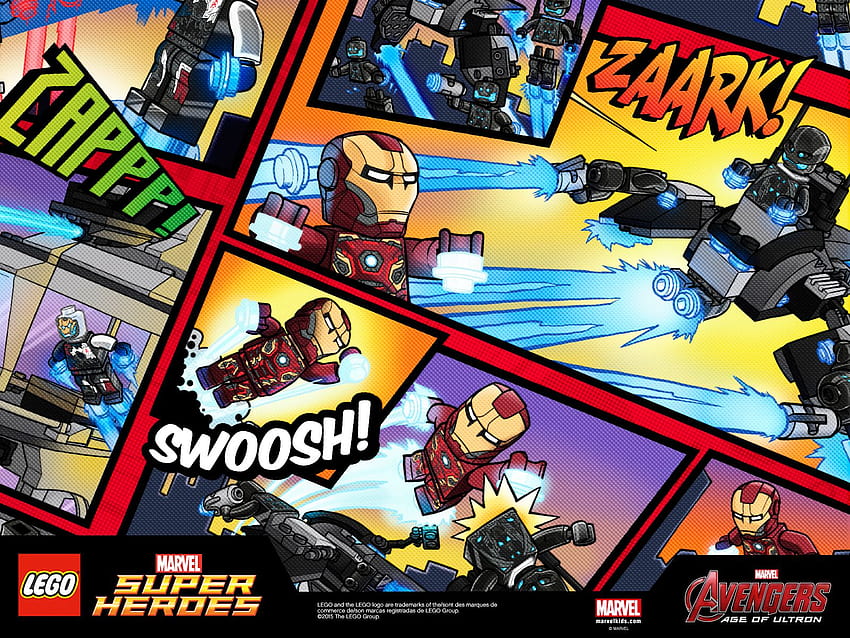 ZAPPP!
ZAARK!
SWOOSH!
LEGO
MARVEL
SUPER
HEROES
LEGO and the LEGO logo are trademarks of the/sont des marques de
commerce de/son marcas registradas de LEGO Group.
©2015 The LEGO Group.
MARVEL
marvelkids.com
© MARVEL
MARVEL
AVENGERS
AGE OF ULTRON